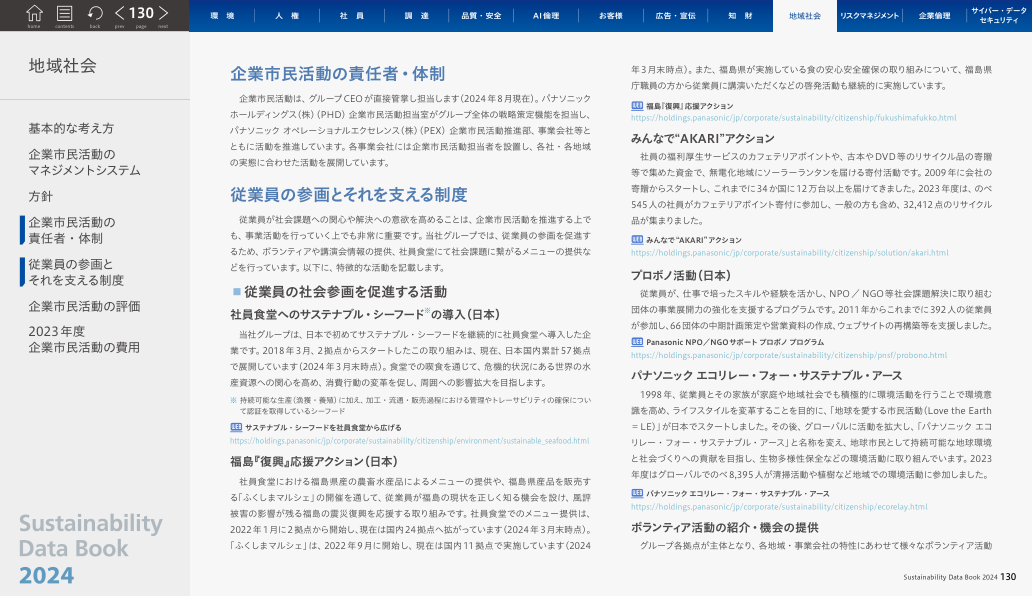 home
contents
back
130
prev page next
環 境
人 権
社 員
調 達
品質・安全
AI倫理
お客様
広告・宣伝
知 財
地域社会
リスクマネジメント
企業倫理
サイバー・データ
セキュリティ
地域社会
基本的な考え方
企業市民活動の
マネジメントシステム
方針
企業市民活動の
責任者・体制
従業員の参画と
それを支える制度
企業市民活動の評価
2023年度
企業市民活動の費用
Sustainability
Data Book
2024
企業市民活動の責任者・体制
企業市民活動は、グループCEOが直接管掌し担当します（2024年8月現在）。パナソニック
ホールディングス（株）（PHD）企業市民活動担当室がグループ全体の戦略策定機能を担当し、
パナソニック オペレーショナルエクセレンス（株）（PEX）企業市民活動推進部、事業会社等と
ともに活動を推進しています。各事業会社には企業市民活動担当者を設置し、各社・各地域
の実態に合わせた活動を展開しています。
従業員の参画とそれを支える制度
従業員が社会課題への関心や解決への意欲を高めることは、企業市民活動を推進する上で
も、事業活動を行っていく上でも非常に重要です。当社グループでは、従業員の参画を促進す
るため、ボランティアや講演会情報の提供、社員食堂にて社会課題に繋がるメニューの提供な
どを行っています。以下に、特徴的な活動を記載します。
■ 従業員の社会参画を促進する活動
社員食堂へのサステナブル・シーフード※の導入（日本）
当社グループは、日本で初めてサステナブル・シーフードを継続的に社員食堂へ導入した企
業です。2018年3月、2拠点からスタートしたこの取り組みは、現在、日本国内累計57拠点
で展開しています（2024年3月末時点）。食堂での喫食を通じて、危機的状況にある世界の水
産資源への関心を高め、消費行動の変革を促し、周囲への影響拡大を目指します。
※ 持続可能な生産（漁獲・養殖）に加え、加工・流通・販売過程における管理やトレーサビリティの確保につい
て認証を取得しているシーフード
WEB サステナブル・シーフードを社員食堂から広げる
https://holdings.panasonic/jp/corporate/sustainability/citizenship/environment/sustainable_seafood.html
福島『復興』応援アクション（日本）
社員食堂における福島県産の農畜水産品によるメニューの提供や、福島県産品を販売す
る「ふくしまマルシェ」の開催を通して、従業員が福島の現状を正しく知る機会を設け、風評
被害の影響が残る福島の震災復興を応援する取り組みです。社員食堂でのメニュー提供は、
2022年1月に2拠点から開始し、現在は国内24拠点へ拡がっています（2024年3月末時点）。
「ふくしまマルシェ」は、2022年9月に開始し、現在は国内11拠点で実施しています（2024
年3月末時点）。また、福島県が実施している食の安心安全確保の取り組みについて、福島県
庁職員の方から従業員に講演いただくなどの啓発活動も継続的に実施しています。
WEB 福島『復興』応援アクション
https://holdings.panasonic/jp/corporate/sustainability/citizenship/fukushimafukko.html
みんなで“AKARI”アクション
社員の福利厚生サービスのカフェテリアポイントや、古本やDVD等のリサイクル品の寄贈
等で集めた資金で、無電化地域にソーラーランタンを届ける寄付活動です。2009年に会社の
寄贈からスタートし、これまでに34か国に12万台以上を届けてきました。2023年度は、のべ
545人の社員がカフェテリアポイント寄付に参加し、一般の方も含め、32,412点のリサイクル
品が集まりました。
WEB みんなで“AKARI”アクション
https://holdings.panasonic/jp/corporate/sustainability/citizenship/solution/akari.html
プロボノ活動（日本）
従業員が、仕事で培ったスキルや経験を活かし、NPO／NGO等社会課題解決に取り組む
団体の事業展開力の強化を支援するプログラムです。2011年からこれまでに392人の従業員
が参加し、66団体の中期計画策定や営業資料の作成、ウェブサイトの再構築等を支援しました。
WEB Panasonic NPO／NGOサポート プロボノ プログラム
https://holdings.panasonic/jp/corporate/sustainability/citizenship/pnsf/probono.html
パナソニック エコリレー・フォー・サステナブル・アース
1998年、従業員とその家族が家庭や地域社会でも積極的に環境活動を行うことで環境意
識を高め、ライフスタイルを変革することを目的に、「地球を愛する市民活動（Love the Earth
＝LE）」が日本でスタートしました。その後、グローバルに活動を拡大し、「パナソニック エコ
リレー・フォー・サステナブル・アース」と名称を変え、地球市民として持続可能な地球環境
と社会づくりへの貢献を目指し、生物多様性保全などの環境活動に取り組んでいます。2023
年度はグローバルでのべ8,395人が清掃活動や植樹など地域での環境活動に参加しました。
WEB パナソニック エコリレー・フォー・サステナブル・アース
https://holdings.panasonic/jp/corporate/sustainability/citizenship/ecorelay.html
ボランティア活動の紹介・機会の提供
グループ各拠点が主体となり、各地域・事業会社の特性にあわせて様々なボランティア活動
Sustainability Data Book 2024 130